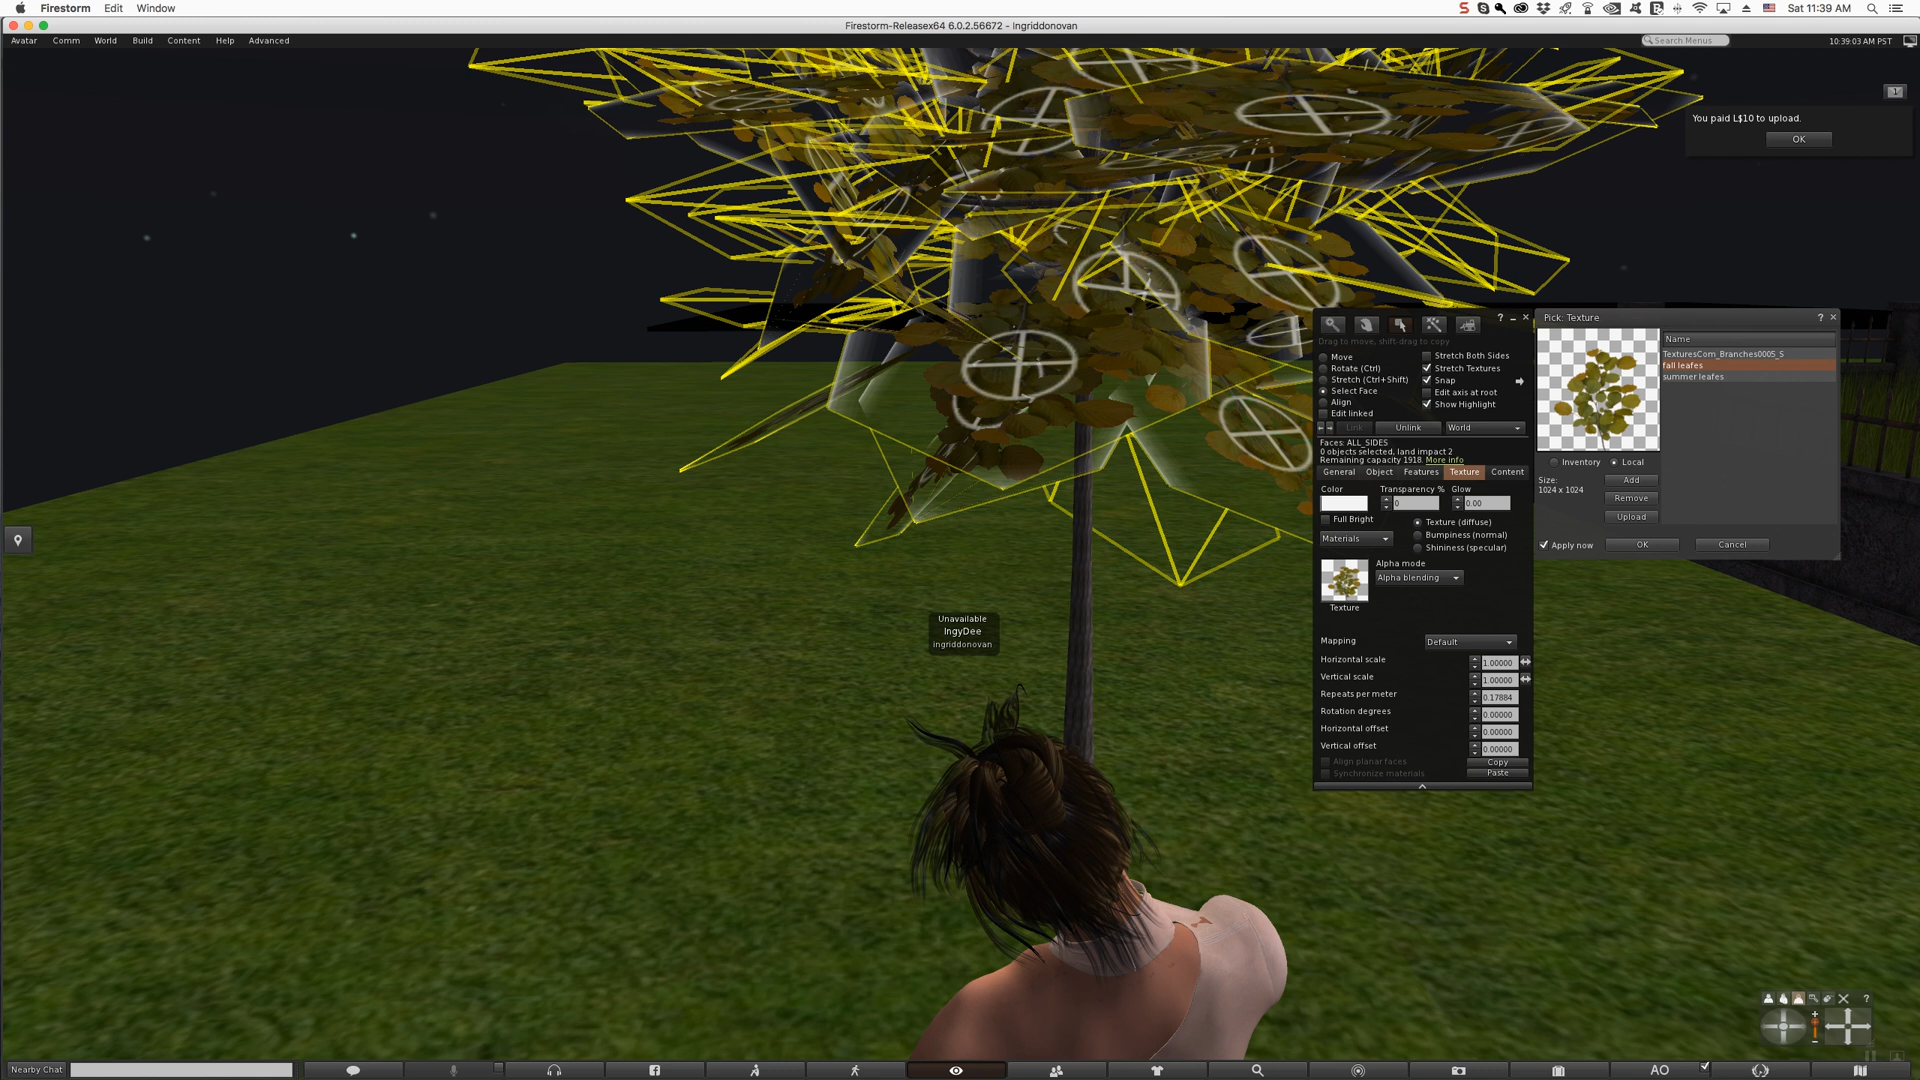 Firestorm Edit Window
Sat 11:39 AM
Firestorm-Releasex64 6.0.2.56672 - Ingriddonovan
Avatar Comm World Build Content Help Advanced
Search Menus
10:39:03 AM PST
1
You paid L$10 to upload.
OK
Drag to move, shift-drag to copy
Move
Rotate (Ctrl)
Stretch (Ctrl+Shift)
Select Face
Align
Edit linked
Stretch Both Sides
Stretch Textures
Snap
Edit axis at root
Show Highlight
Link Unlink World
Faces: ALL_SIDES
0 objects selected, land impact 2
Remaining capacity 1918. More info
General Object Features Texture Content
Color Transparency % Glow
0 0.00
Full Bright
Texture (diffuse)
Materials
Bumpiness (normal)
Shininess (specular)
Alpha mode
Alpha blending
Texture
Mapping Default
Horizontal scale 1.00000
Vertical scale 1.00000
Repeats per meter 0.17884
Rotation degrees 0.00000
Horizontal offset 0.00000
Vertical offset 0.00000
Align planar faces Copy
Synchronize materials Paste
Pick: Texture
? ×
Name
TexturesCom_Branches0005_S
fall leafes
summer leafes
Inventory Local
Size:
1024 x 1024
Add
Remove
Upload
Apply now OK Cancel
Unavailable
IngyDee
ingriddonovan
Nearby Chat
AO